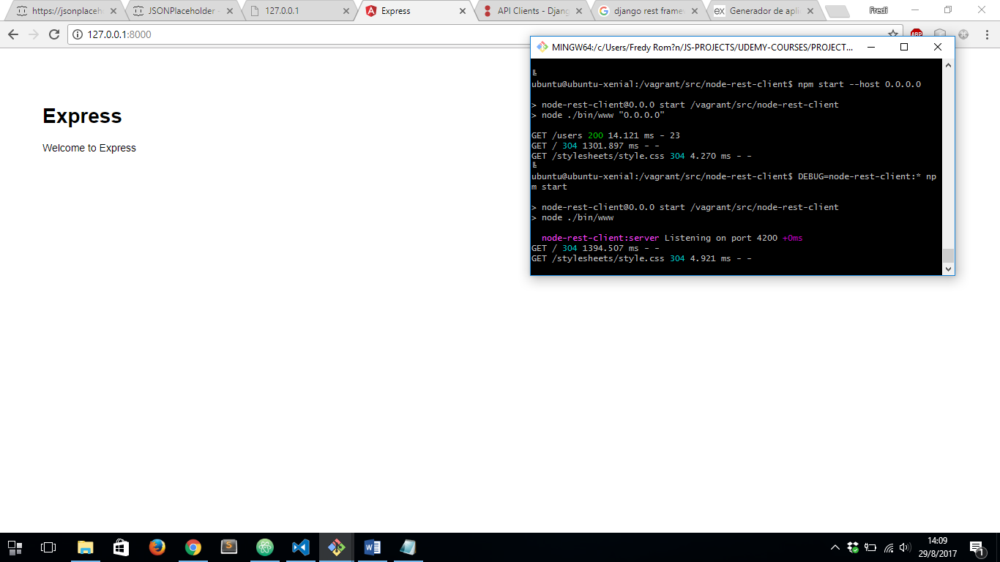 https://jsonplaceh
JSONPlaceholder -
127.0.0.1
Express
API Clients - Djang
django rest frame
Generador de apli
Fredi
127.0.0.1:8000
ABP
Express
Welcome to Express
MINGW64:/c/Users/Fredy Rom?n/JS-PROJECTS/UDEMY-COURSES/PROJECT...
ubuntu@ubuntu-xenial:/vagrant/src/node-rest-client$ npm start --host 0.0.0.0
> node-rest-client@0.0.0 start /vagrant/src/node-rest-client
> node ./bin/www "0.0.0.0"
GET /users 200 14.121 ms - 23
GET / 304 1301.897 ms - -
GET /stylesheets/style.css 304 4.270 ms - -
ubuntu@ubuntu-xenial:/vagrant/src/node-rest-client$ DEBUG=node-rest-client:* np
m start
> node-rest-client@0.0.0 start /vagrant/src/node-rest-client
> node ./bin/www
node-rest-client:server Listening on port 4200 +0ms
GET / 304 1394.507 ms - -
GET /stylesheets/style.css 304 4.921 ms - -
14:09
29/8/2017
1